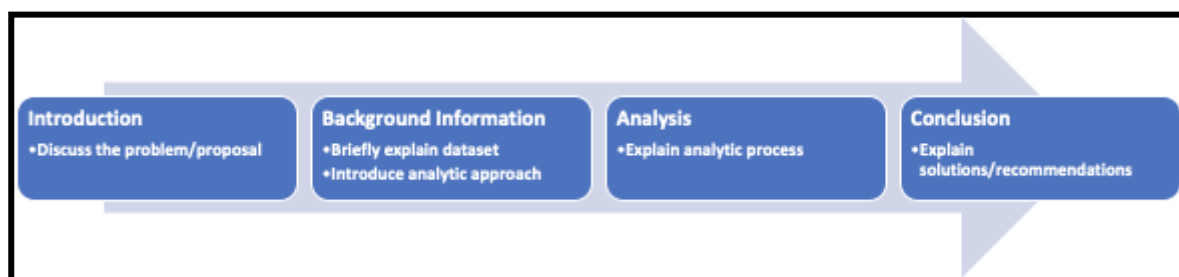 Introduction
•Discuss the problem/proposal
Background Information
•Briefly explain dataset
•Introduce analytic approach
Analysis
•Explain analytic process
Conclusion
•Explain
solutions/recommendations